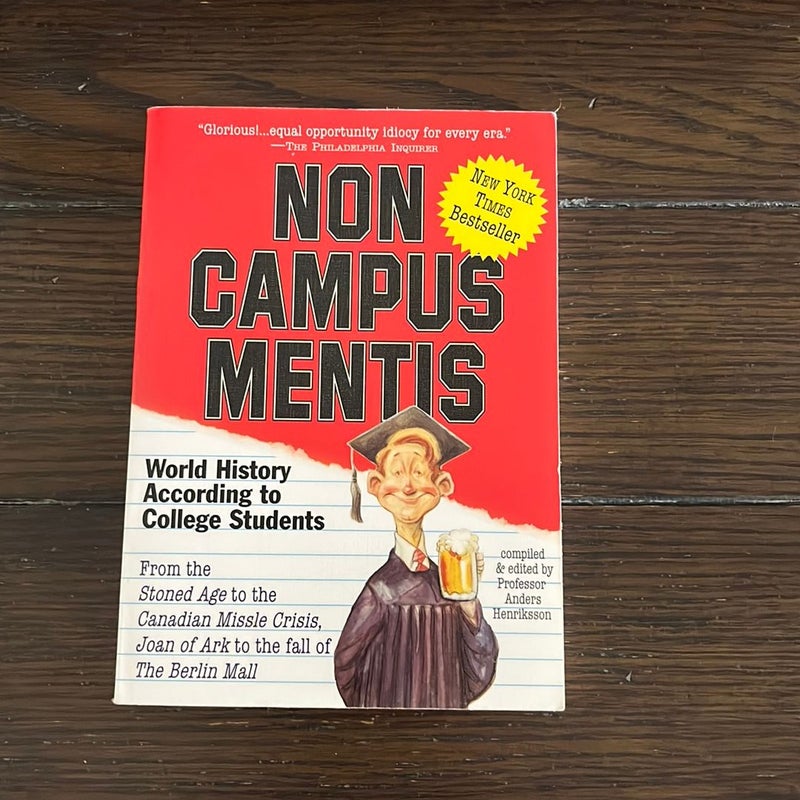 “Glorious!...equal opportunity idiocy for every era.”
—The Philadelphia Inquirer
NON
CAMPUS
MENTIS
New York
Times
Bestseller
World History
According to
College Students
From the
Stoned Age to the
Canadian Missle Crisis,
Joan of Ark to the fall of
The Berlin Mall
compiled
& edited by
Professor
Anders
Henriksson